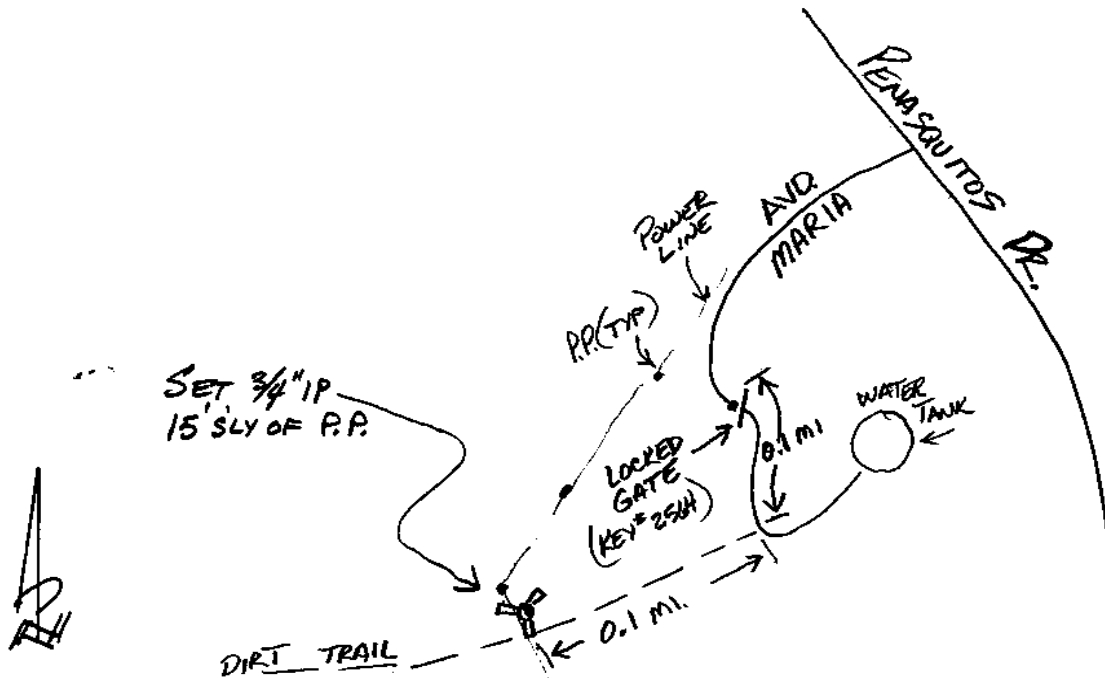 PENASQUITOS DR.
AVD.
MARIA
POWER
LINE
P.P. (TYP)
SET 3/4" IP
15' SLY OF P.P.
WATER
TANK
0.1 MI
LOCKED
GATE
(KEY# 2564)
0.1 MI.
DIRT TRAIL